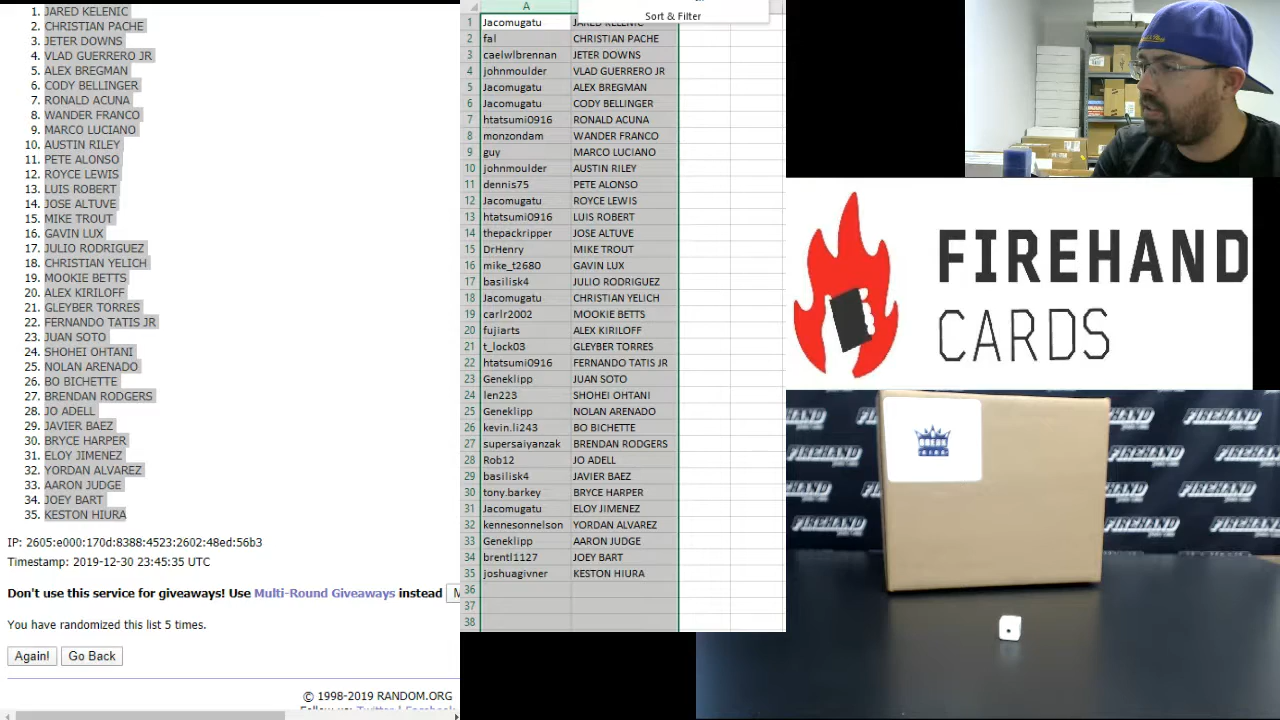 1. JARED KELENIC
2. CHRISTIAN PACHE
3. JETER DOWNS
4. VLAD GUERRERO JR
5. ALEX BREGMAN
6. CODY BELLINGER
7. RONALD ACUNA
8. WANDER FRANCO
9. MARCO LUCIANO
10. AUSTIN RILEY
11. PETE ALONSO
12. ROYCE LEWIS
13. LUIS ROBERT
14. JOSE ALTUVE
15. MIKE TROUT
16. GAVIN LUX
17. JULIO RODRIGUEZ
18. CHRISTIAN YELICH
19. MOOKIE BETTS
20. ALEX KIRILOFF
21. GLEYBER TORRES
22. FERNANDO TATIS JR
23. JUAN SOTO
24. SHOHEI OHTANI
25. NOLAN ARENADO
26. BO BICHETTE
27. BRENDAN RODGERS
28. JO ADELL
29. JAVIER BAEZ
30. BRYCE HARPER
31. ELOY JIMENEZ
32. YORDAN ALVAREZ
33. AARON JUDGE
34. JOEY BART
35. KESTON HIURA
IP: 2605:e000:170d:8388:4523:2602:48ed:56b3
Timestamp: 2019-12-30 23:45:35 UTC
Don't use this service for giveaways! Use Multi-Round Giveaways instead
You have randomized this list 5 times.
Again! Go Back
© 1998-2019 RANDOM.ORG
A
Sort & Filter
1 Jacomugatu JARED KELENIC
2 fal CHRISTIAN PACHE
3 caelwlbrennan JETER DOWNS
4 johnmoulder VLAD GUERRERO JR
5 Jacomugatu ALEX BREGMAN
6 Jacomugatu CODY BELLINGER
7 htatsumi0916 RONALD ACUNA
8 monzondam WANDER FRANCO
9 guy MARCO LUCIANO
10 johnmoulder AUSTIN RILEY
11 dennis75 PETE ALONSO
12 Jacomugatu ROYCE LEWIS
13 htatsumi0916 LUIS ROBERT
14 thepackripper JOSE ALTUVE
15 DrHenry MIKE TROUT
16 mike_t2680 GAVIN LUX
17 basilisk4 JULIO RODRIGUEZ
18 Jacomugatu CHRISTIAN YELICH
19 carlr2002 MOOKIE BETTS
20 fujiarts ALEX KIRILOFF
21 t_lock03 GLEYBER TORRES
22 htatsumi0916 FERNANDO TATIS JR
23 Geneklipp JUAN SOTO
24 len223 SHOHEI OHTANI
25 Geneklipp NOLAN ARENADO
26 kevin.li243 BO BICHETTE
27 supersaiyanzak BRENDAN RODGERS
28 Rob12 JO ADELL
29 basilisk4 JAVIER BAEZ
30 tony.barkey BRYCE HARPER
31 Jacomugatu ELOY JIMENEZ
32 kennesonnelson YORDAN ALVAREZ
33 Geneklipp AARON JUDGE
34 brentl1127 JOEY BART
35 joshuagivner KESTON HIURA
36
37
38
FIREHAND
CARDS
BREAK
KING
FIREHAND
FIREHAND
FIREHAND
FIREHAND